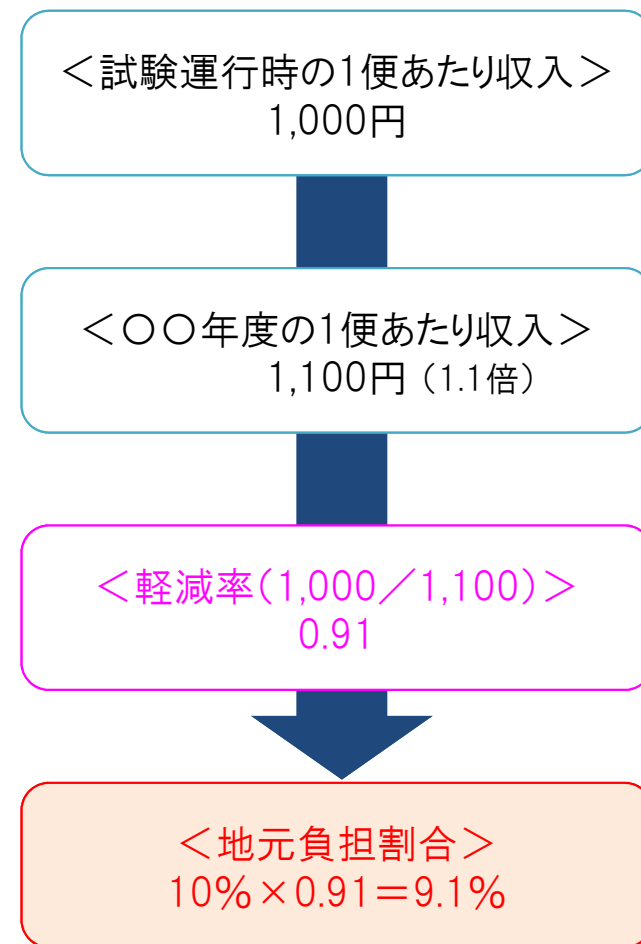 ＜試験運行時の1便あたり収入＞
1,000円
＜〇〇年度の1便あたり収入＞
1,100円（1.1倍）
＜軽減率（1,000／1,100）＞
0.91
＜地元負担割合＞
10%×0.91＝9.1%